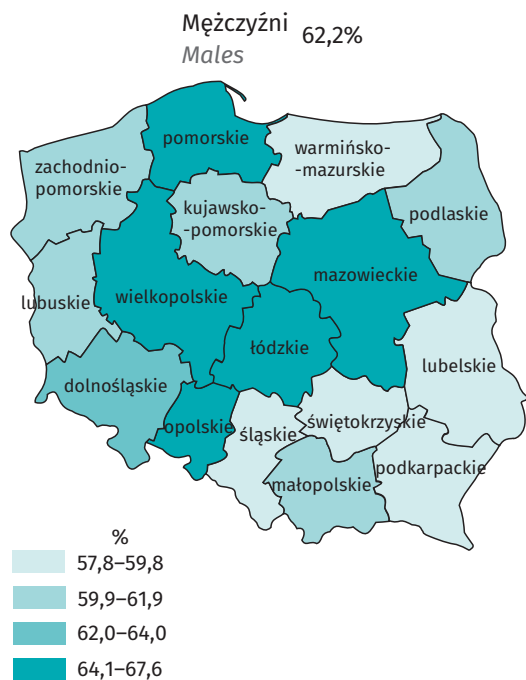 Mężczyźni 62,2%
Males
pomorskie
warmińsko-
-mazurskie
zachodnio-
pomorskie
kujawsko-
-pomorskie
podlaskie
mazowieckie
lubuskie
wielkopolskie
łódzkie
lubelskie
dolnośląskie
opolskie
śląskie
świętokrzyskie
podkarpackie
małopolskie
%
57,8–59,8
59,9–61,9
62,0–64,0
64,1–67,6